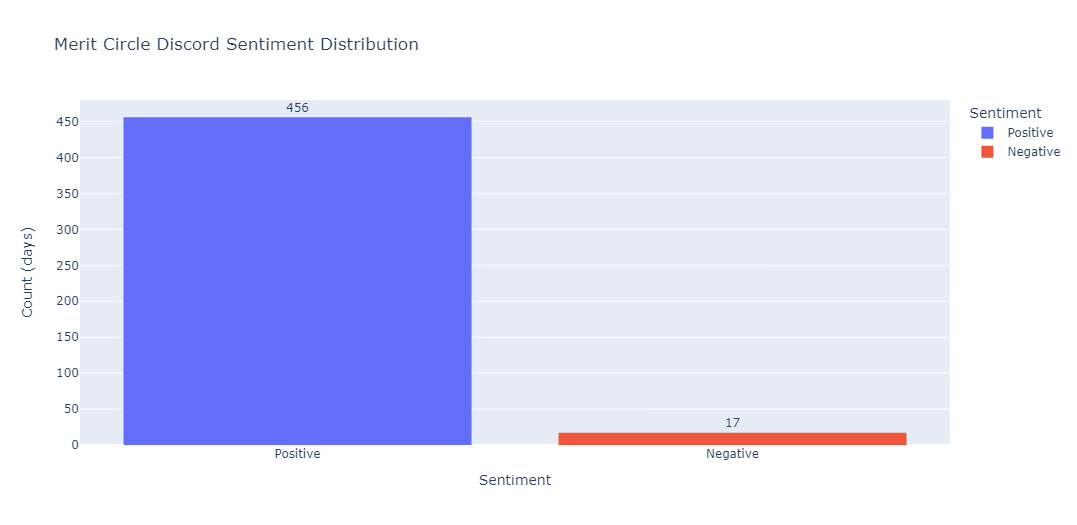 Merit Circle Discord Sentiment Distribution
456
17
450
400
350
300
250
200
150
100
50
0
Count (days)
Positive
Negative
Sentiment
Sentiment
Positive
Negative